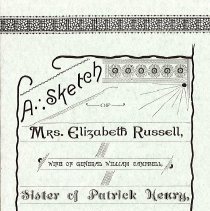 A∴ Sketch
OF
Mrs. Elizabeth Russell,
WIFE OF GENERAL WILLIAM CAMPBELL,
Sister of Patrick Henry,